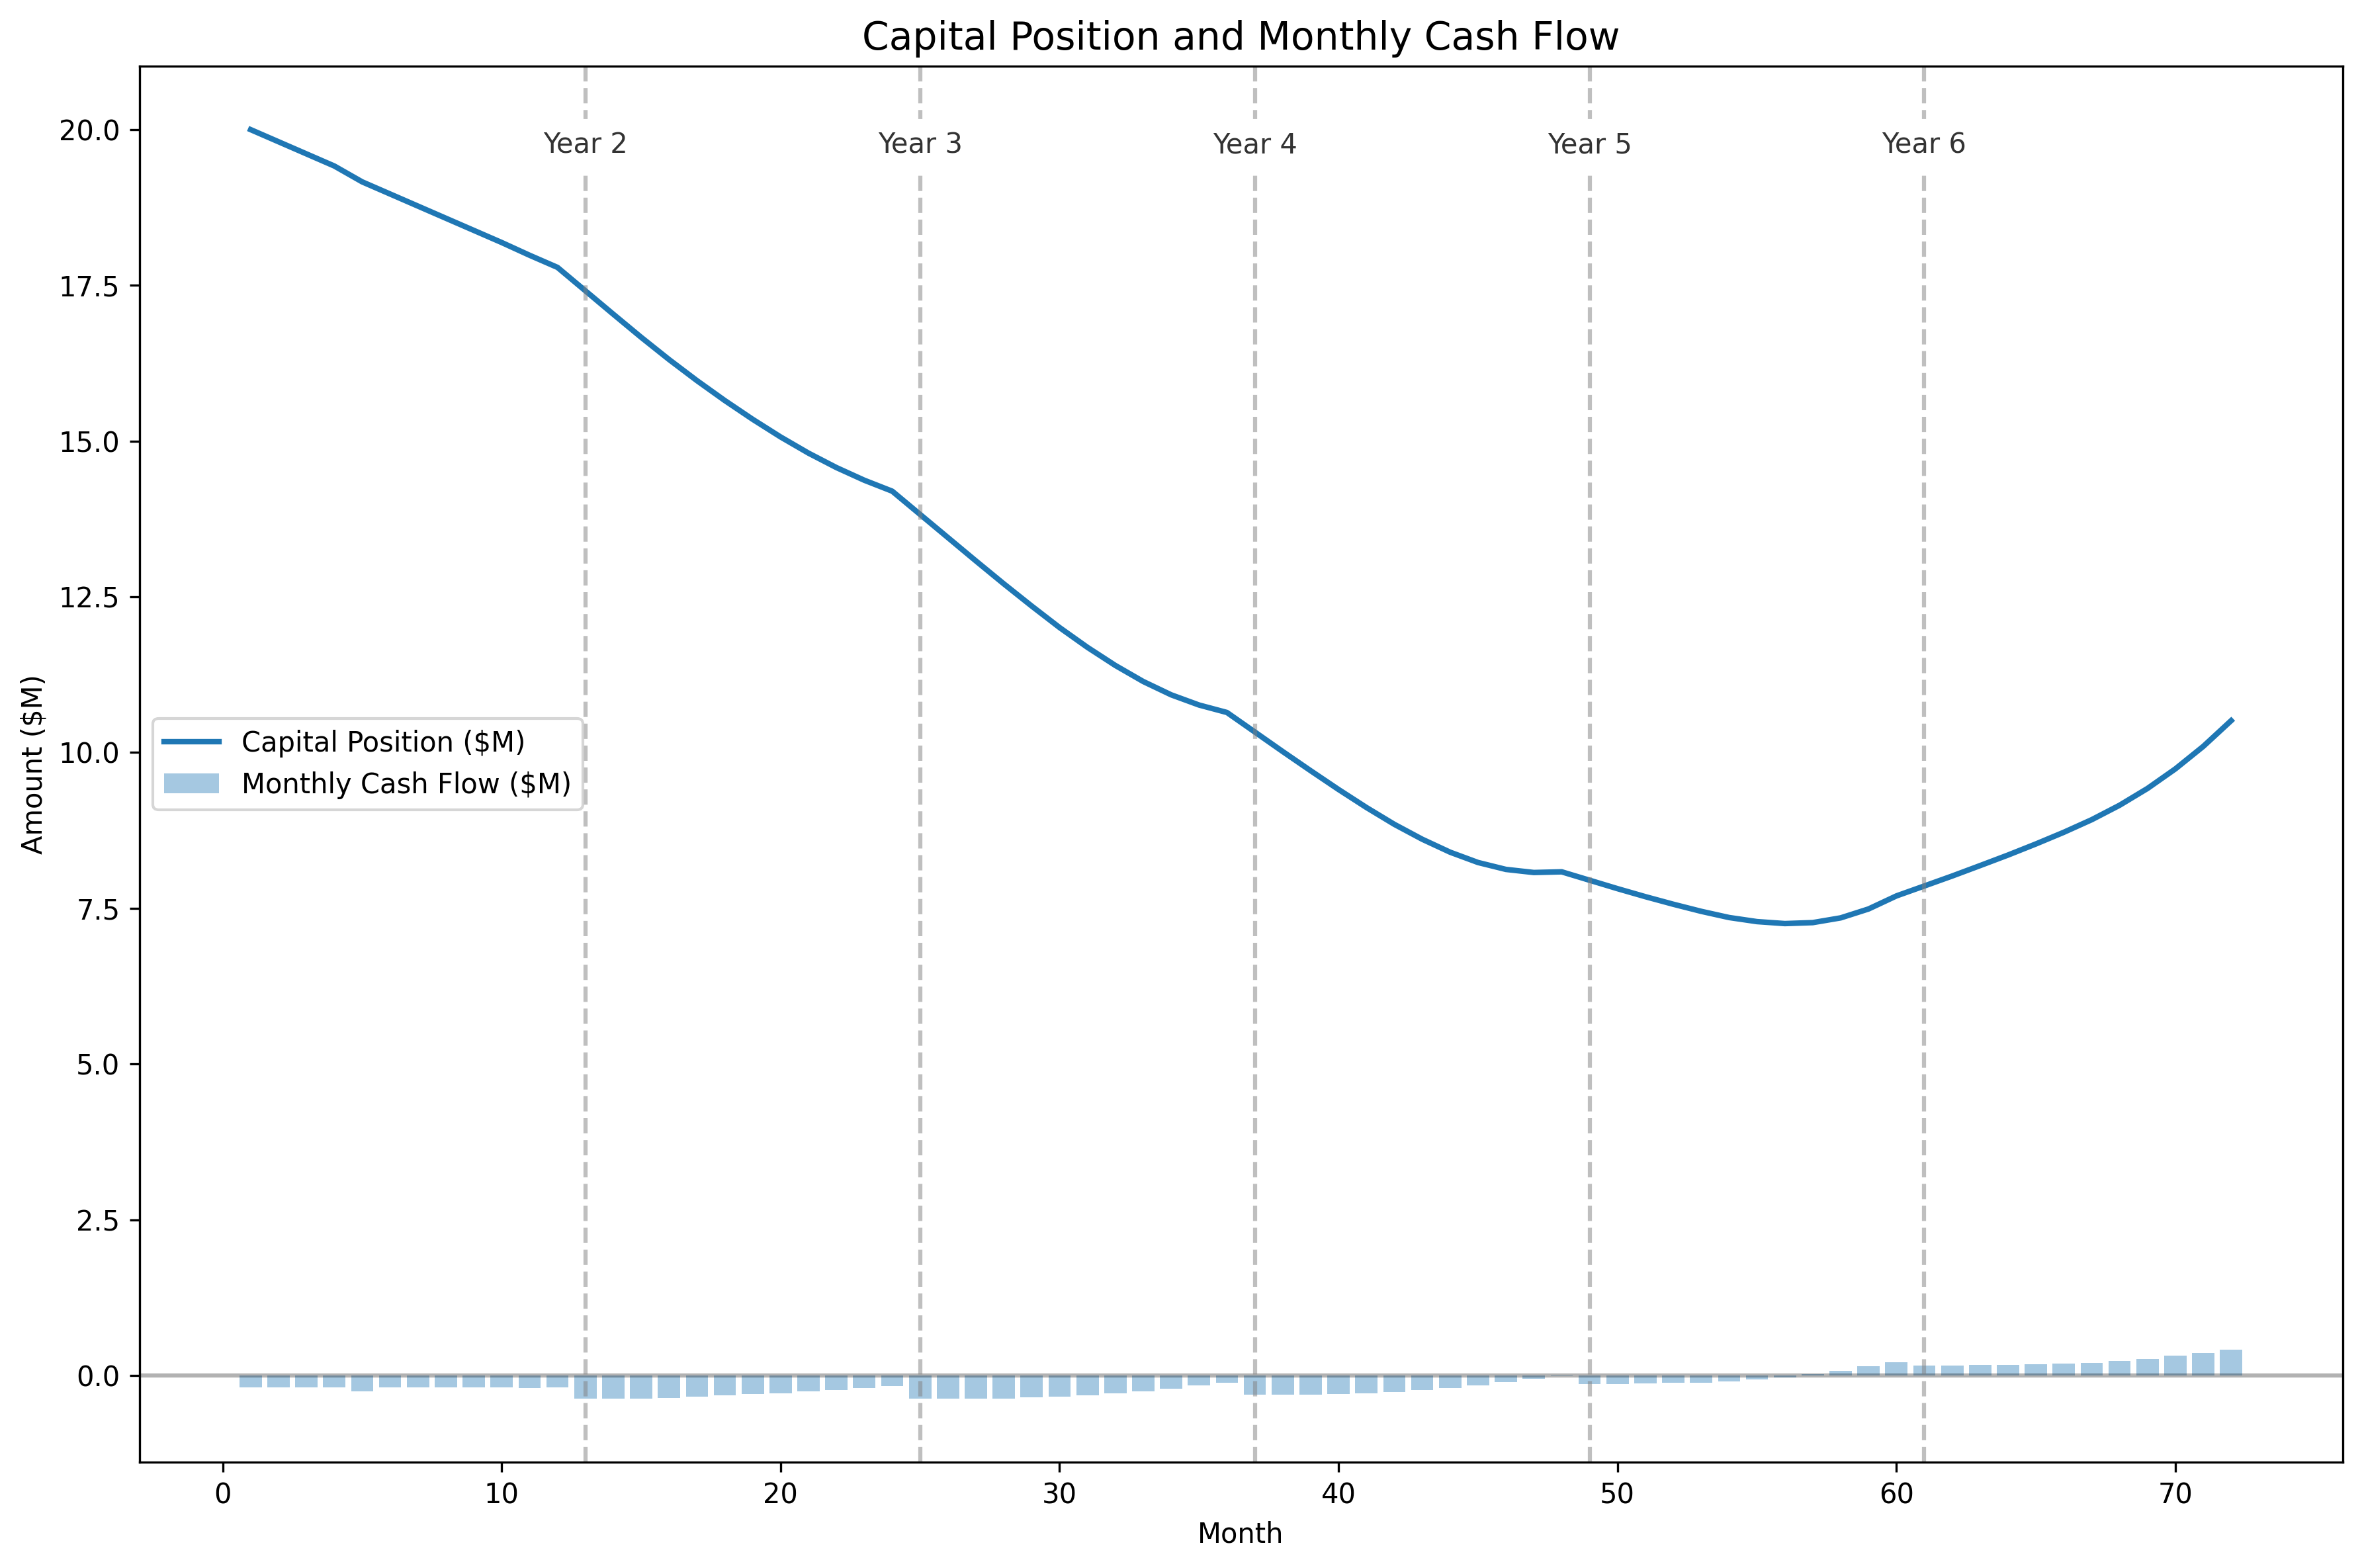 Capital Position and Monthly Cash Flow
20.0
17.5
15.0
12.5
10.0
7.5
5.0
2.5
0.0
Amount ($M)
Year 2
Year 3
Year 4
Year 5
Year 6
Capital Position ($M)
Monthly Cash Flow ($M)
0
10
20
30
40
50
60
70
Month